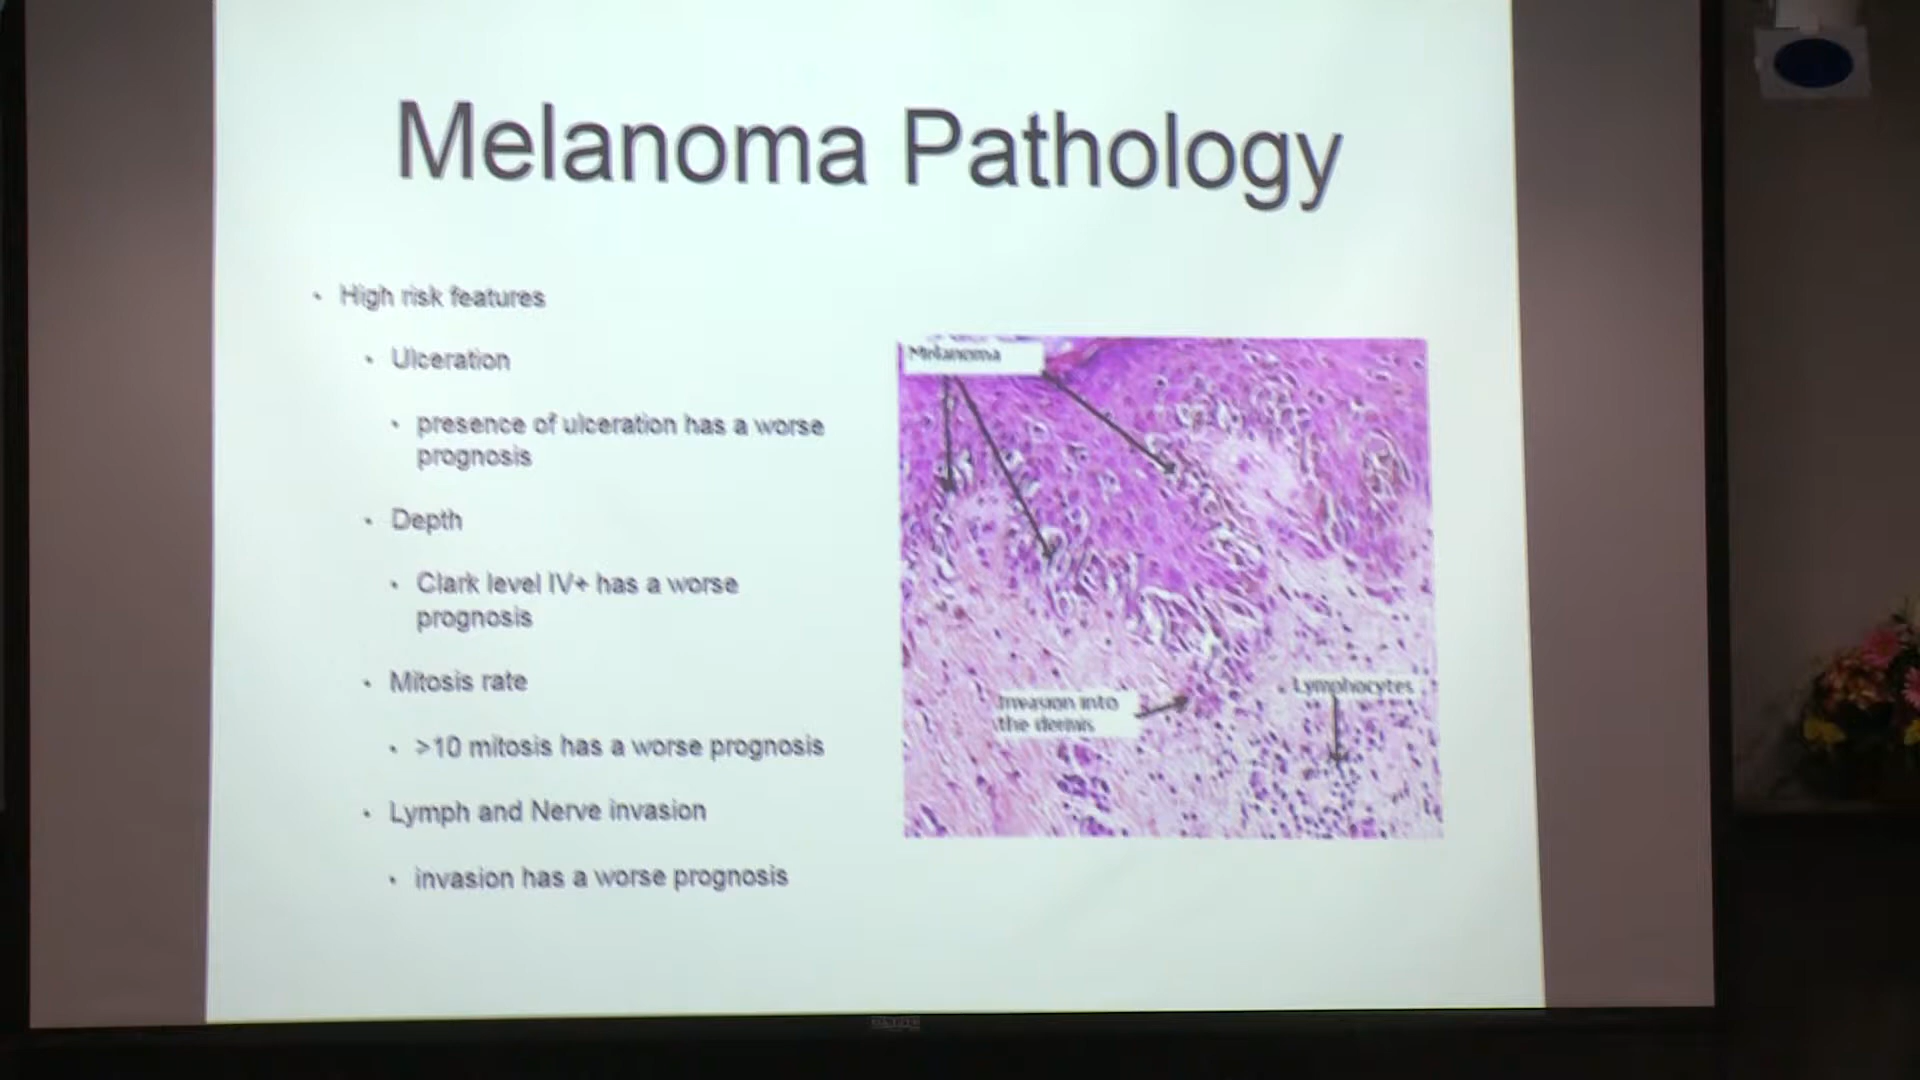 Melanoma Pathology
• High risk features
• Ulceration
• presence of ulceration has a worse
prognosis
• Depth
• Clark level IV+ has a worse
prognosis
• Mitosis rate
• >10 mitosis has a worse prognosis
• Lymph and Nerve invasion
• invasion has a worse prognosis
Melanoma
Invasion into
the dermis
Lymphocytes